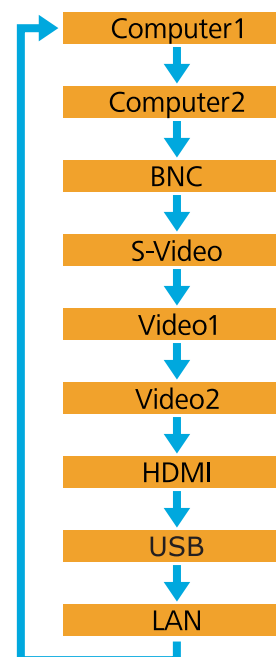 Computer1
Computer2
BNC
S-Video
Video1
Video2
HDMI
USB
LAN